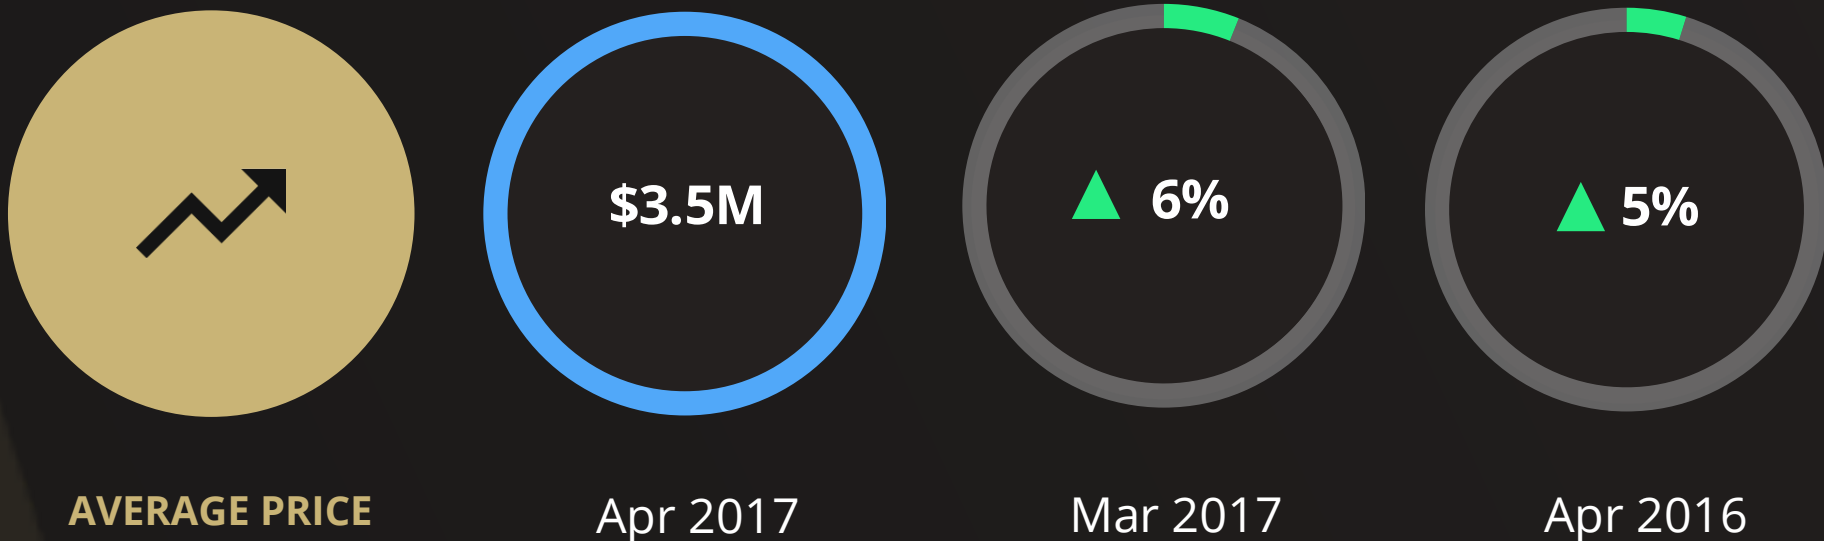 $3.5M
6%
5%
AVERAGE PRICE
Apr 2017
Mar 2017
Apr 2016